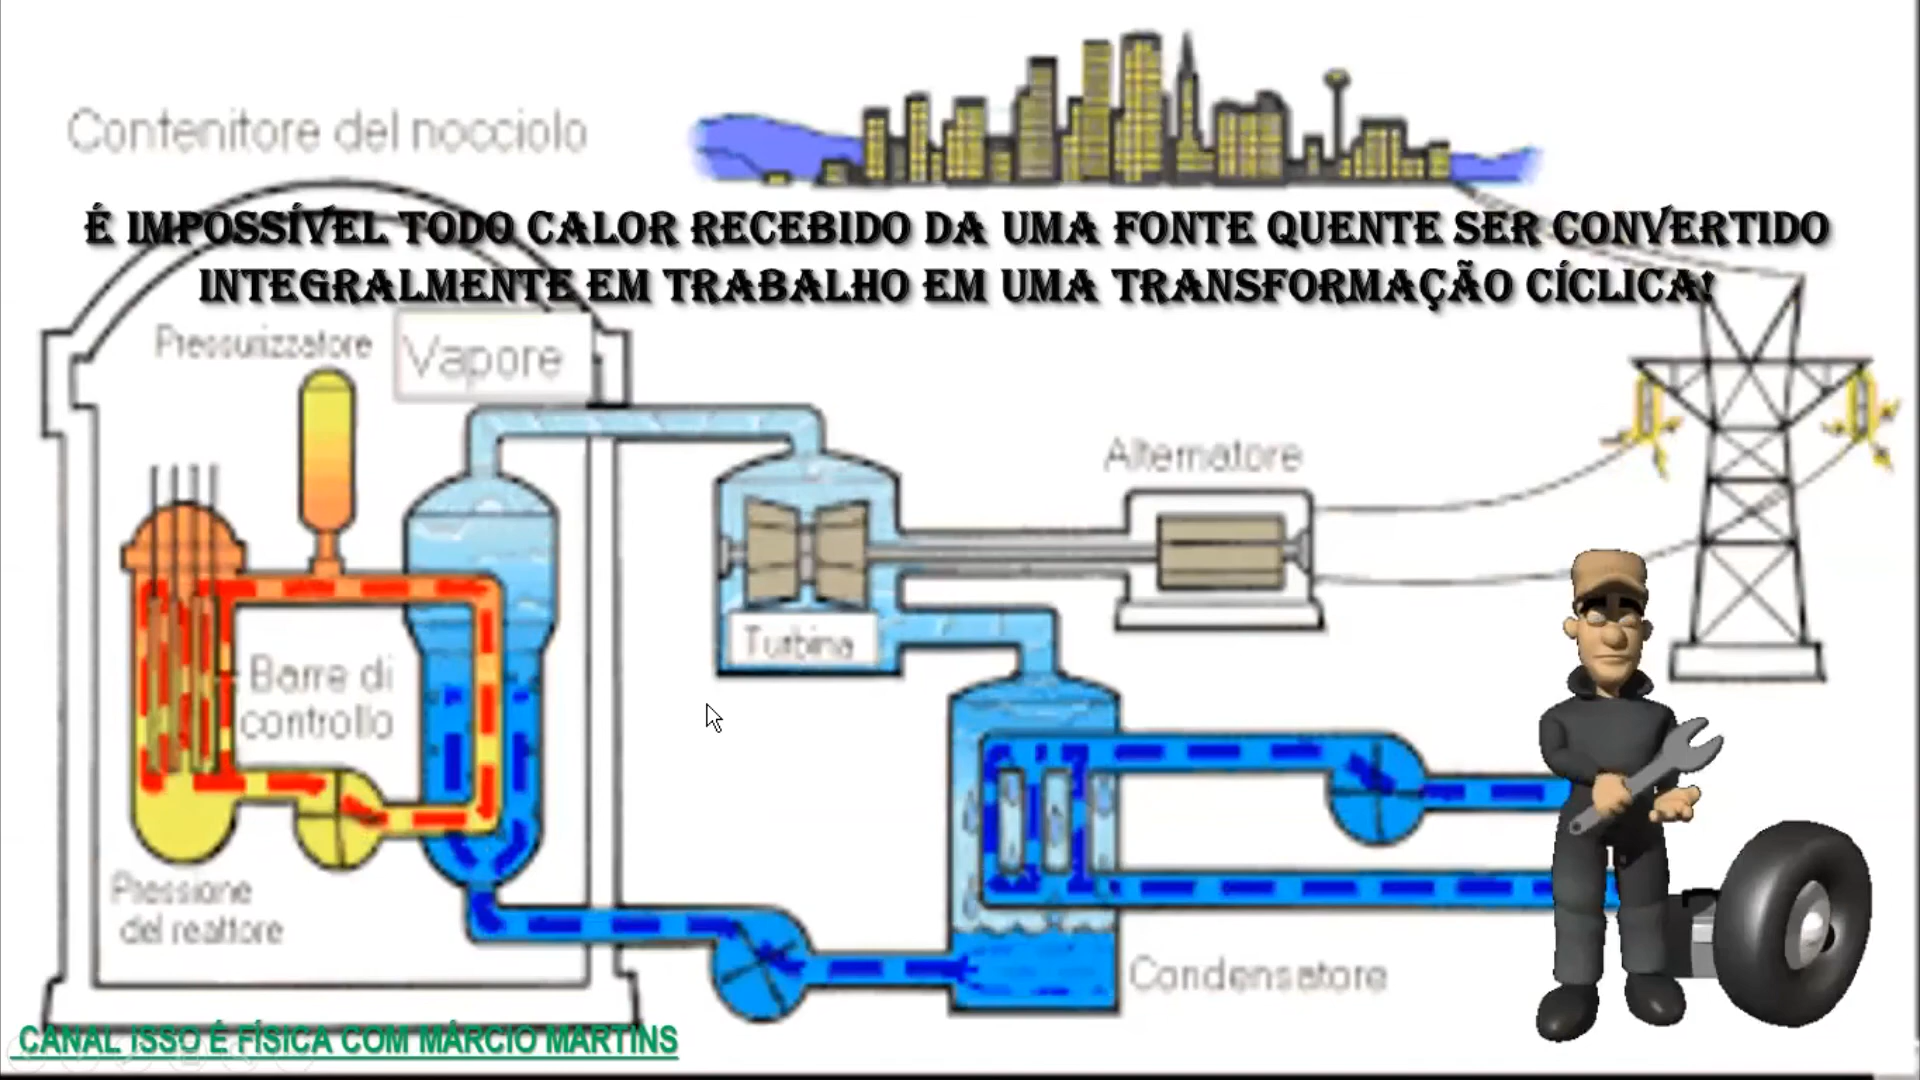 Contenitore del nocciolo
É IMPOSSÍVEL TODO CALOR RECEBIDO DA UMA FONTE QUENTE SER CONVERTIDO
INTEGRALMENTE EM TRABALHO EM UMA TRANSFORMAÇÃO CÍCLICA!
Pressurizzatore
Vapore
Alternatore
Turbina
Barre di
controllo
Pressione
del reattore
Condensatore
CANAL ISSO É FÍSICA COM MÁRCIO MARTINS